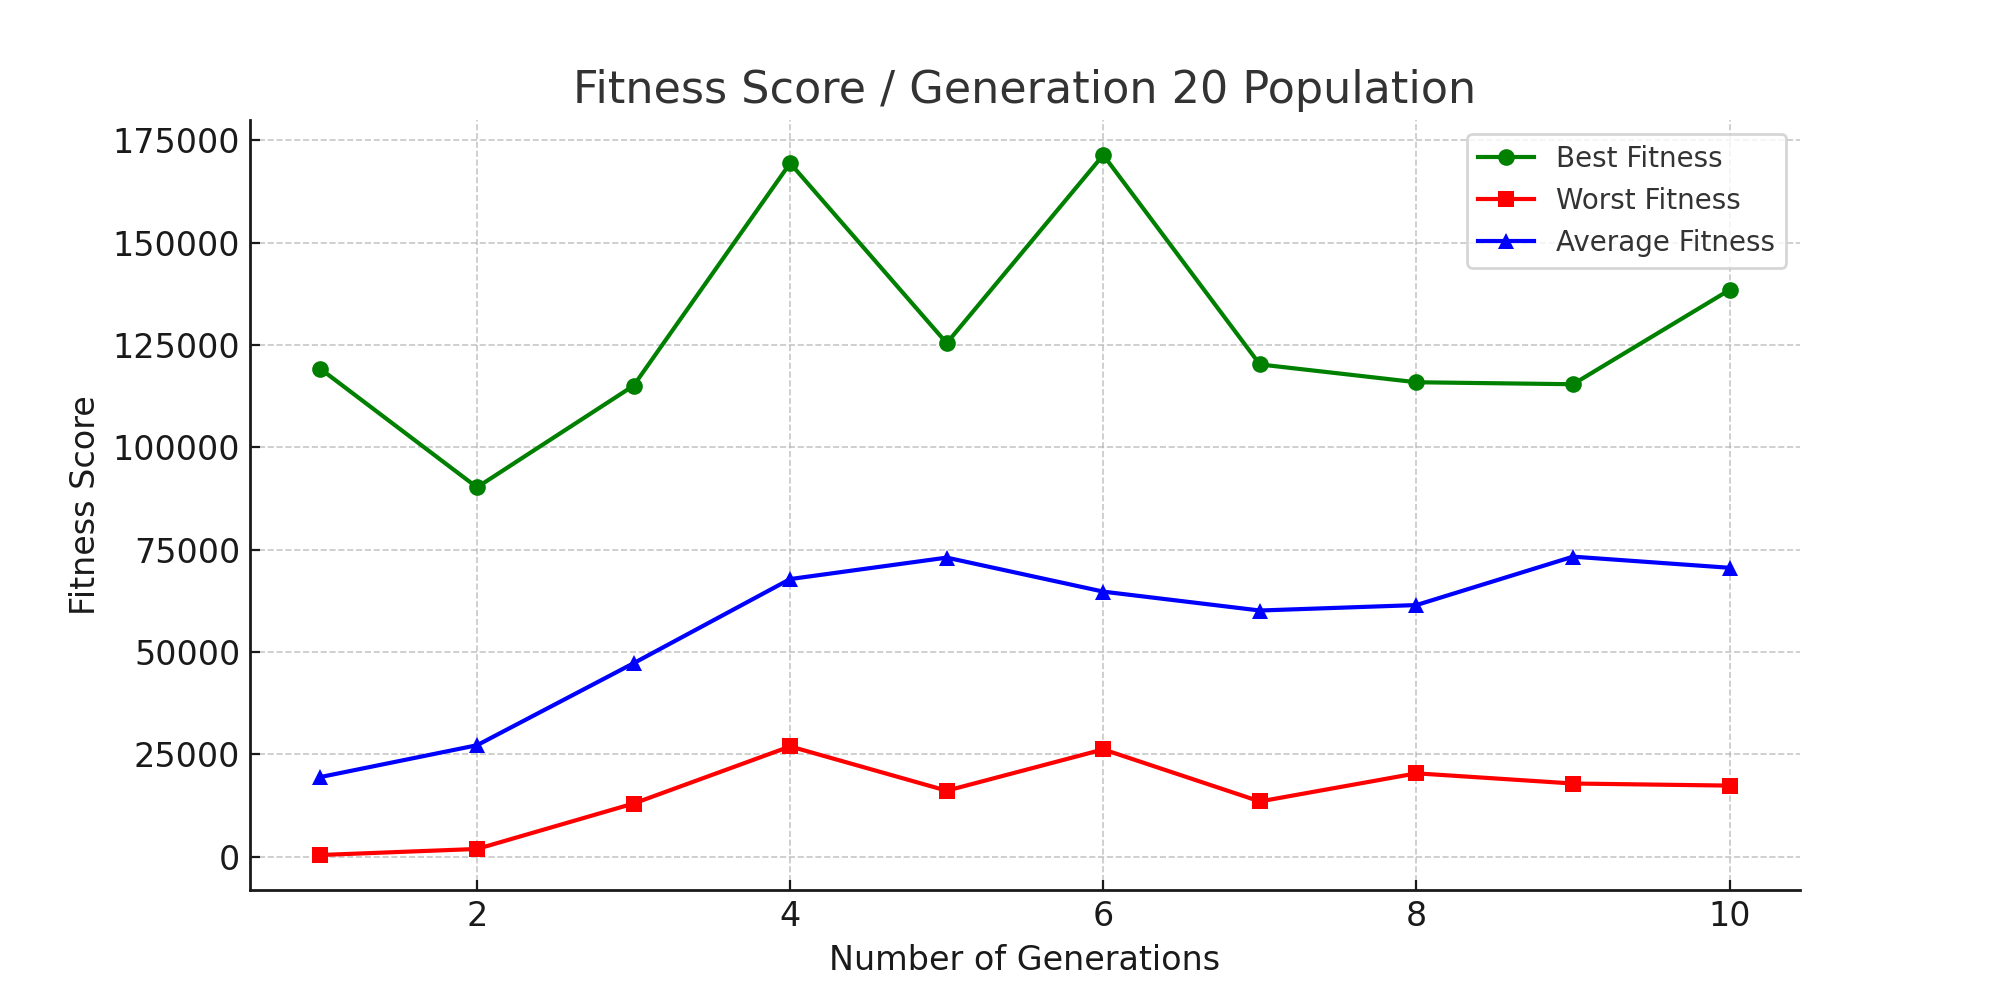 Fitness Score / Generation 20 Population
175000
150000
125000
100000
75000
50000
25000
0
Fitness Score
Best Fitness
Worst Fitness
Average Fitness
2 4 6 8 10
Number of Generations